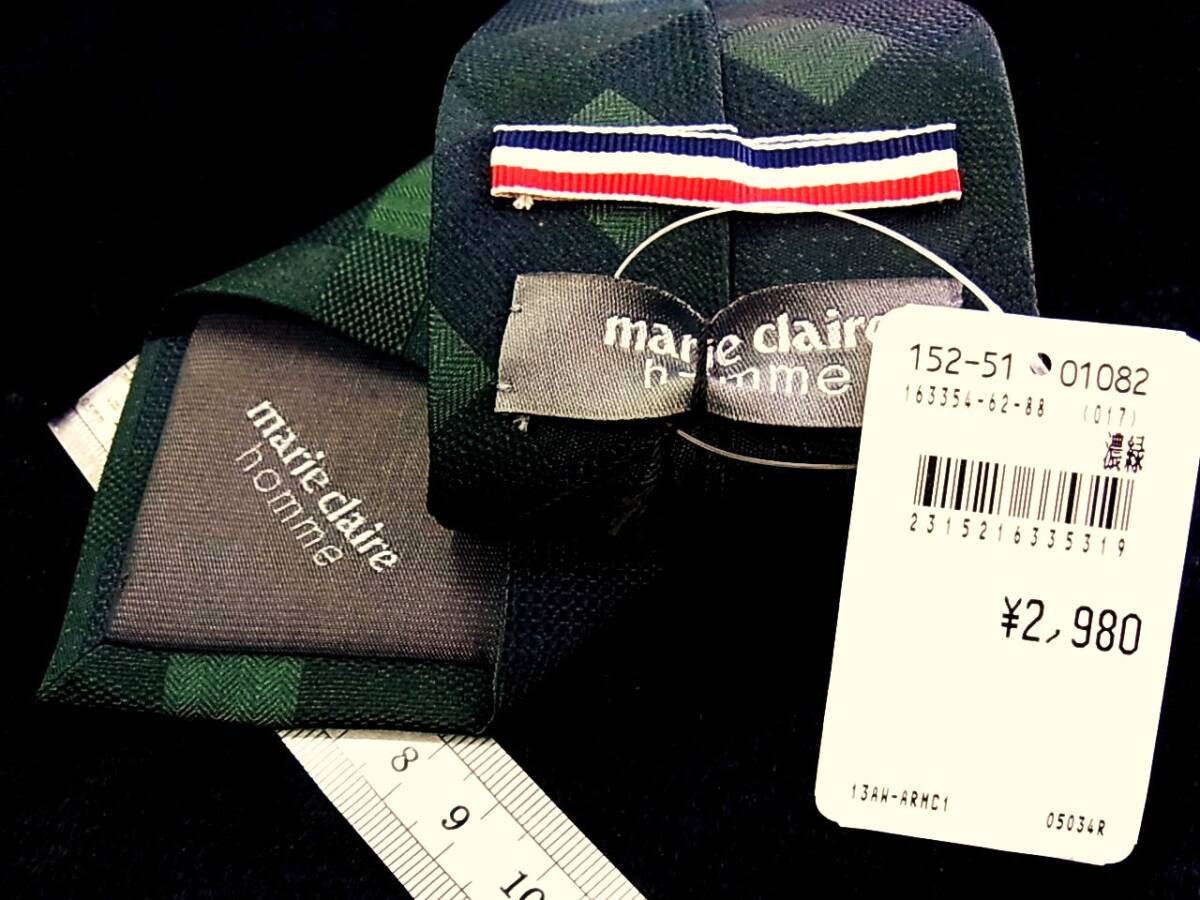 marie claire
homme
marie claire
homme
152-51 01082
163354-62-88 (017)
濃緑
2315216335319
¥2,980
13AW-ARMC1
05034R
8
9
10